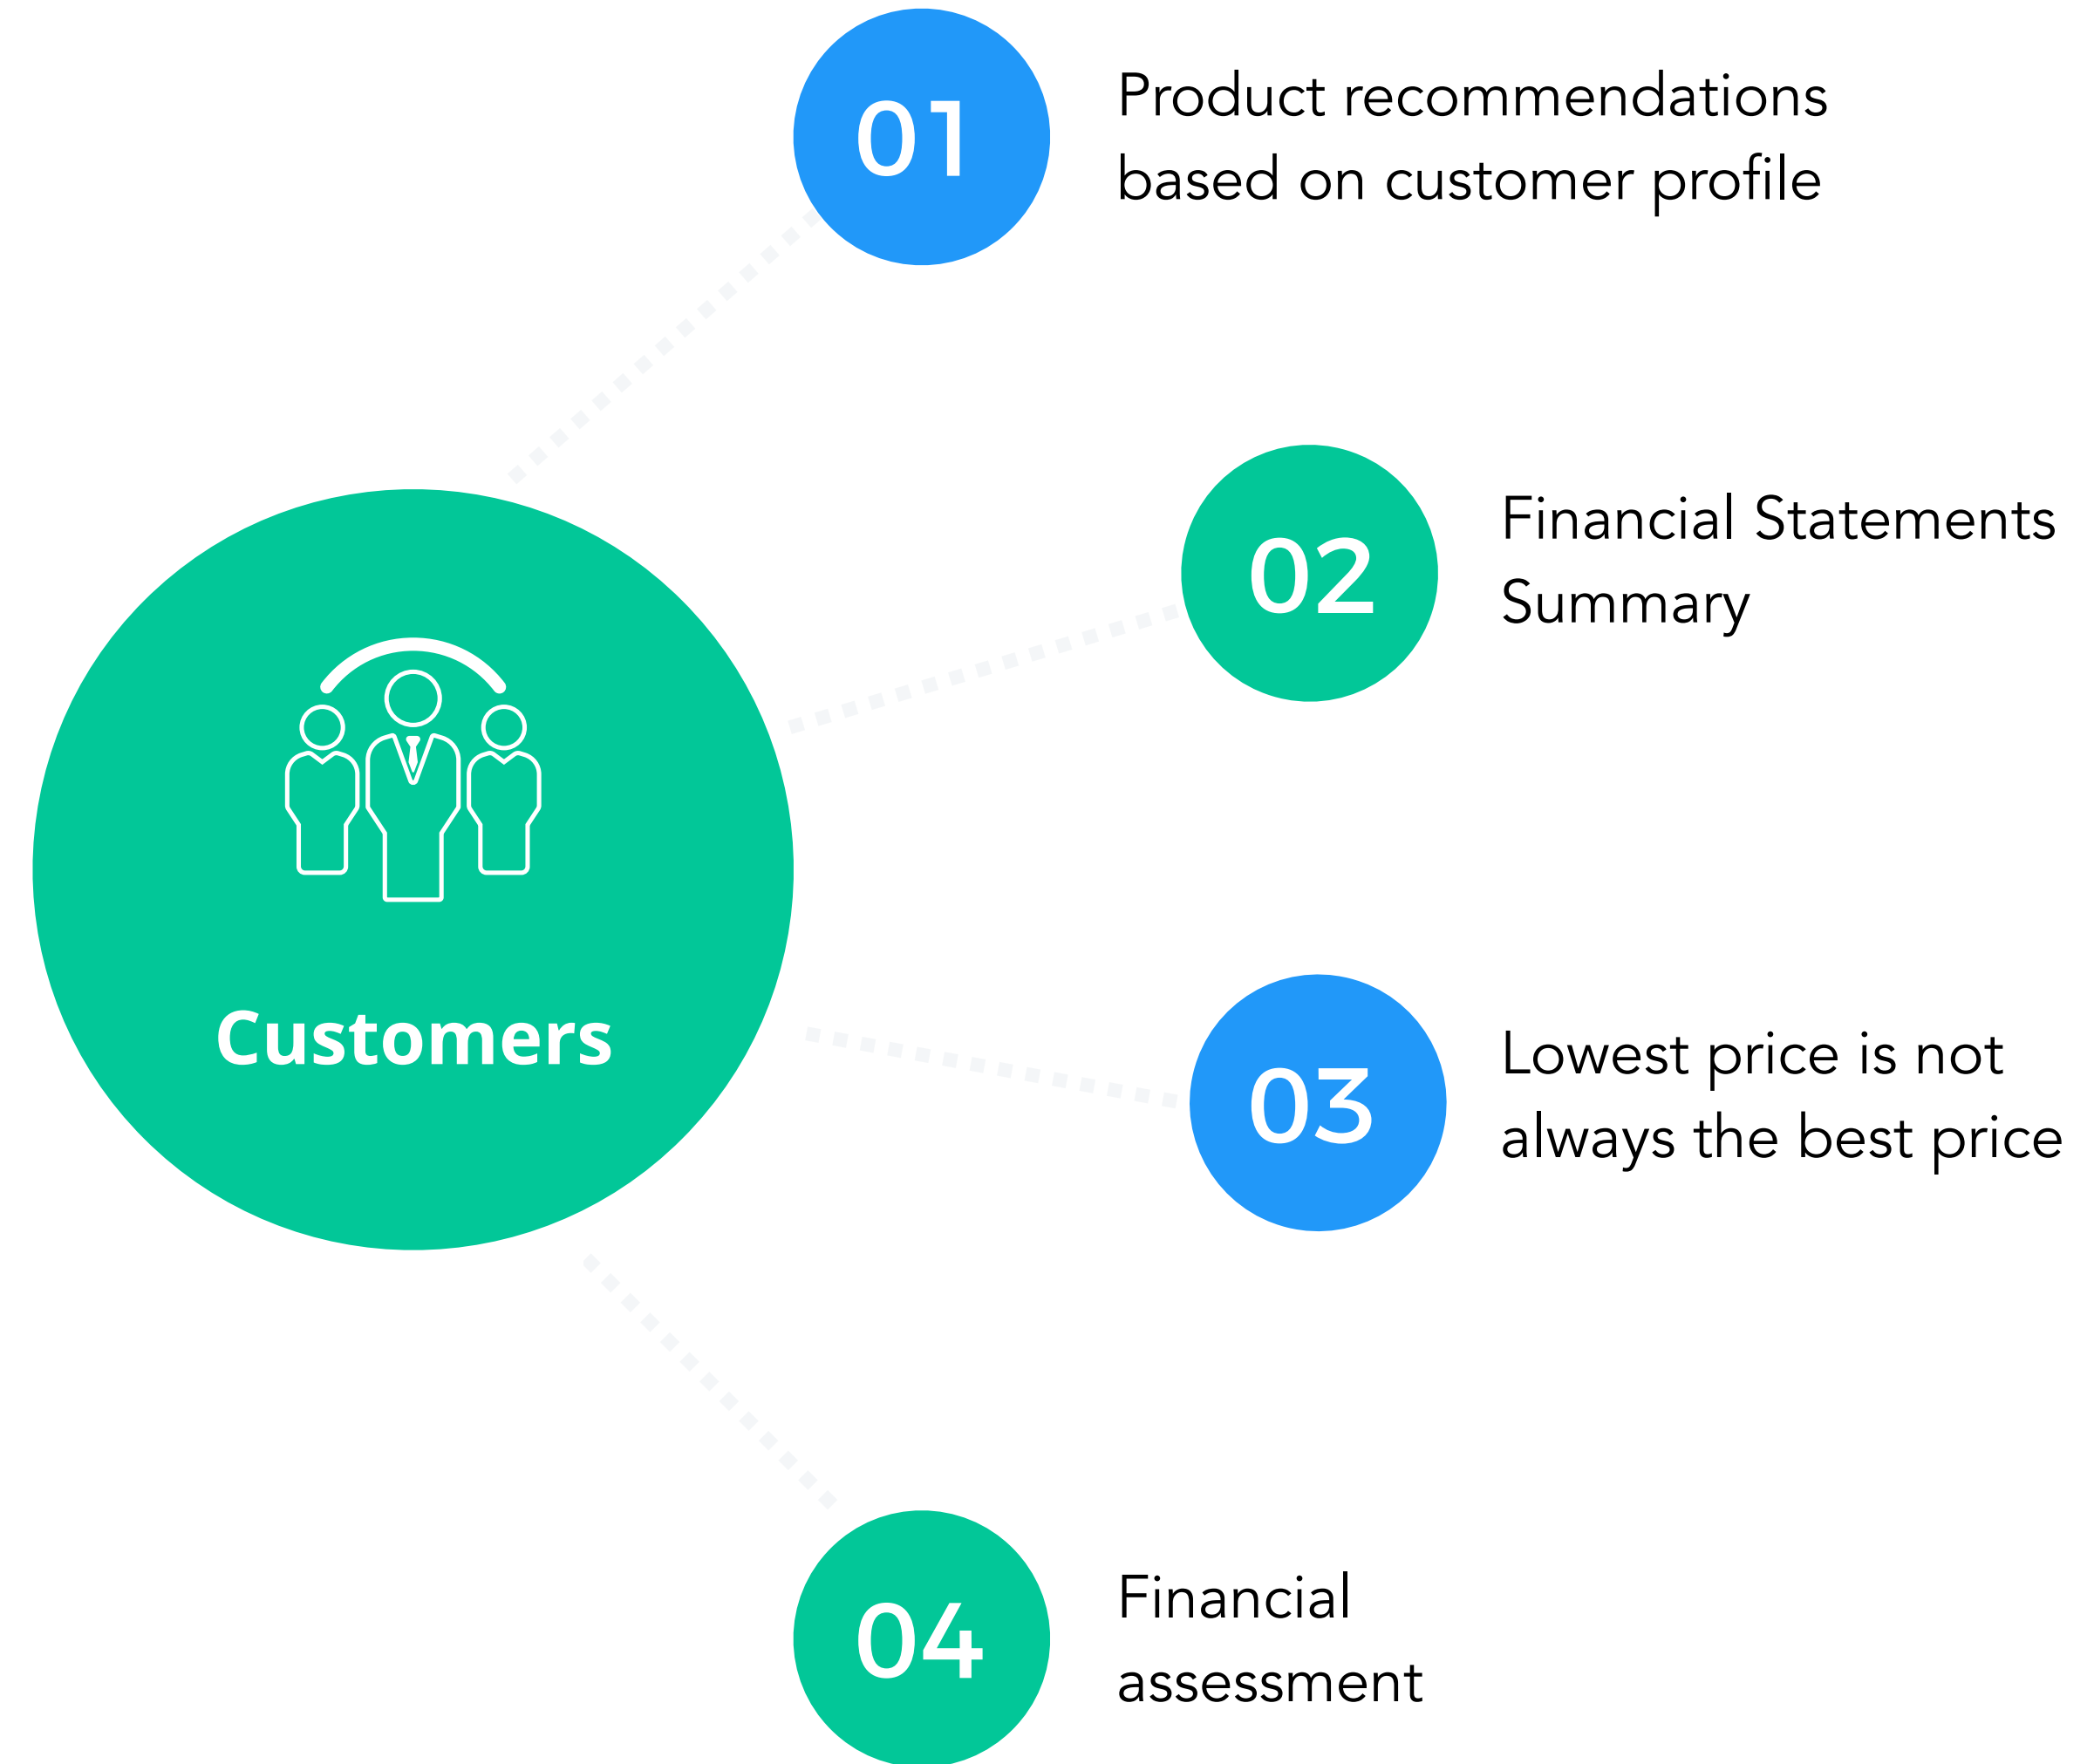 01
Product recommendations
based on customer profile
02
Financial Statements
Summary
Customers
03
Lowest price is not
always the best price
04
Financial
assessment